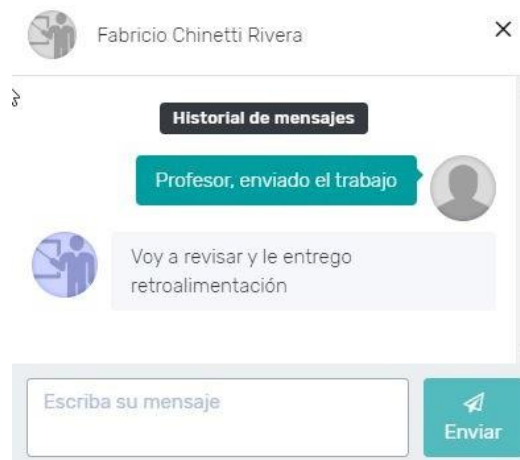 Fabricio Chinetti Rivera
Historial de mensajes
Profesor, enviado el trabajo
Voy a revisar y le entrego
retroalimentación
Escriba su mensaje
Enviar